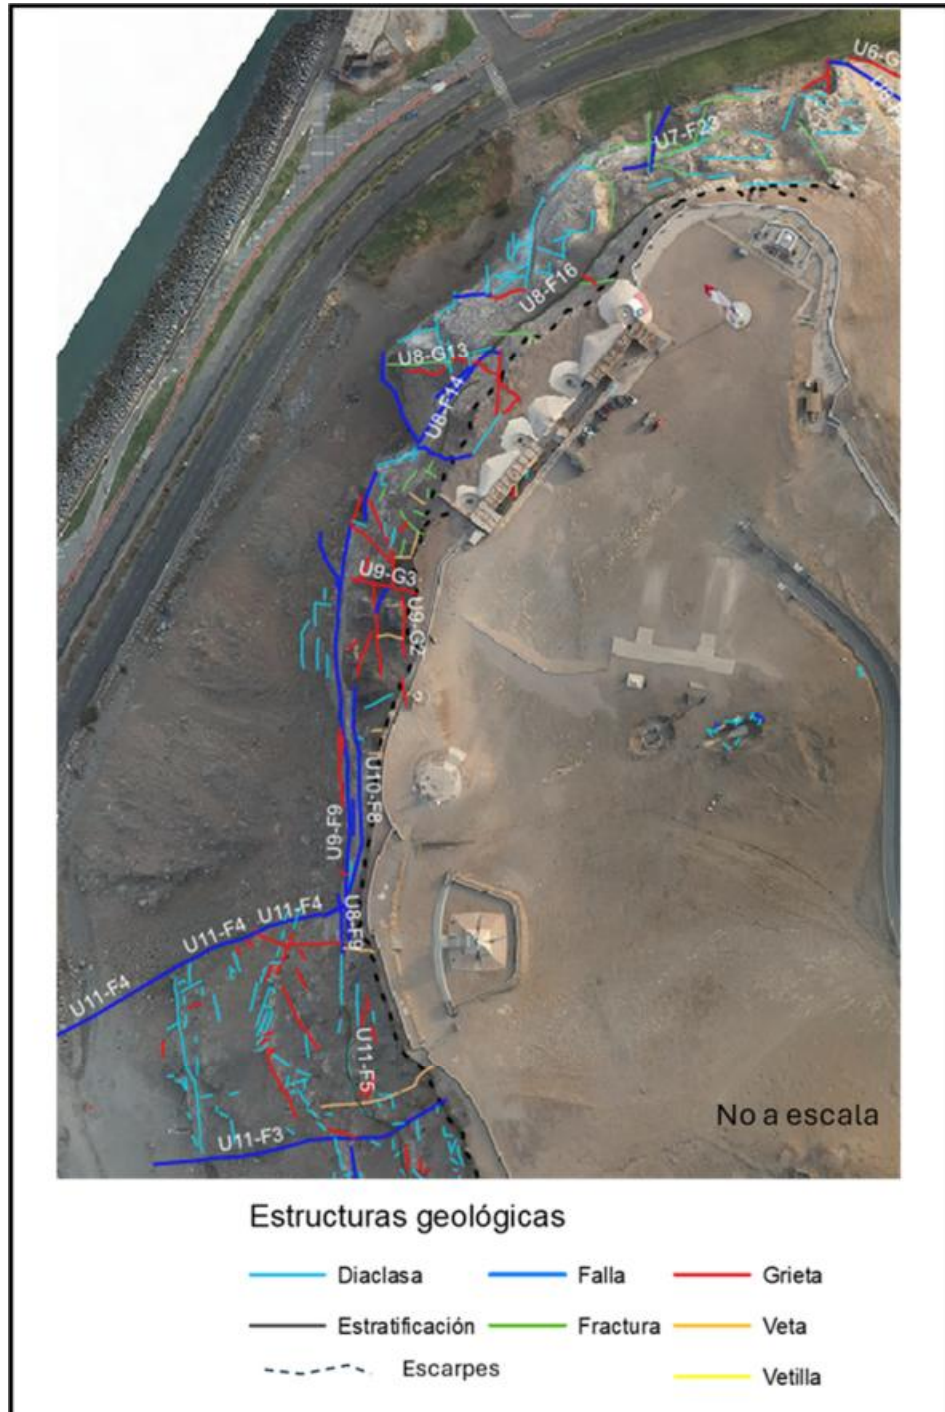 U6-G
U7-F23
U8-F16
U8-G13
U8-F14
U9-G3
U9-G2
U10-F8
U9-F9
U8-F9
U11-F4
U11-F4
U11-F4
U11-F5
U11-F3
No a escala
Estructuras geológicas
Diaclasa
Falla
Grieta
Estratificación
Fractura
Veta
Escarpes
Vetilla